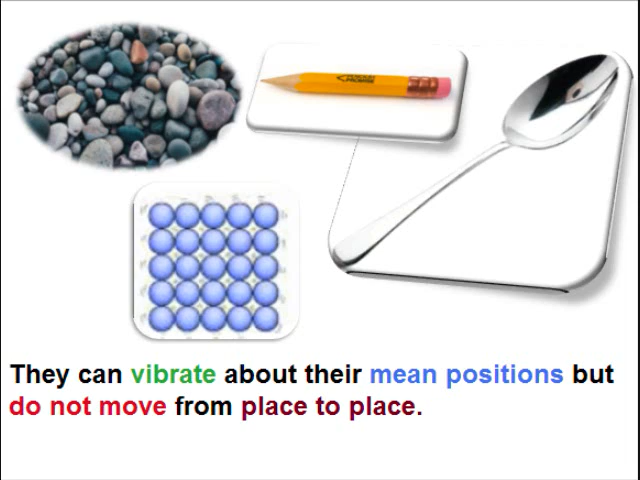 They can vibrate about their mean positions but
do not move from place to place.